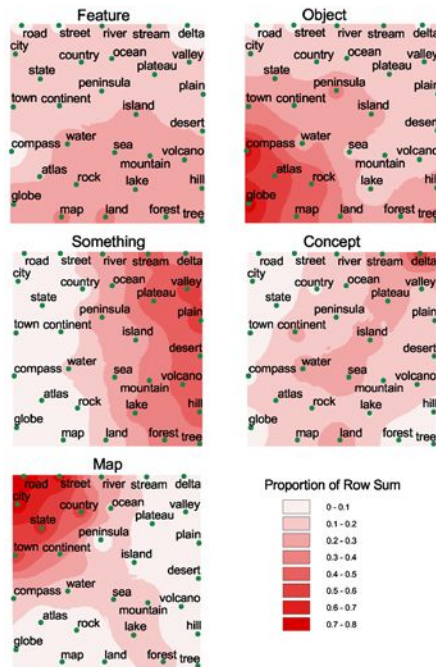 Feature
road street river stream delta
city
country ocean valley
state plateau
peninsula plain
town continent island
desert
compass water sea
mountain volcano
atlas rock
lake hill
globe
map land forest tree
Object
road street river stream delta
city
country ocean valley
state plateau
peninsula plain
town continent island
desert
compass water sea
mountain volcano
atlas rock
lake hill
globe
map land forest tree
Something
road street river stream delta
city
country ocean valley
state plateau
peninsula plain
town continent island
desert
compass water sea
mountain volcano
atlas rock
lake hill
globe
map land forest tree
Concept
road street river stream delta
city
country ocean valley
state plateau
peninsula plain
town continent island
desert
compass water sea
mountain volcano
atlas rock
lake hill
globe
map land forest tree
Map
road street river stream delta
city
country ocean valley
state plateau
peninsula plain
town continent island
desert
compass water sea
mountain volcano
atlas rock
lake hill
globe
map land forest tree
Proportion of Row Sum
0 - 0.1
0.1 - 0.2
0.2 - 0.3
0.3 - 0.4
0.4 - 0.5
0.5 - 0.6
0.6 - 0.7
0.7 - 0.8